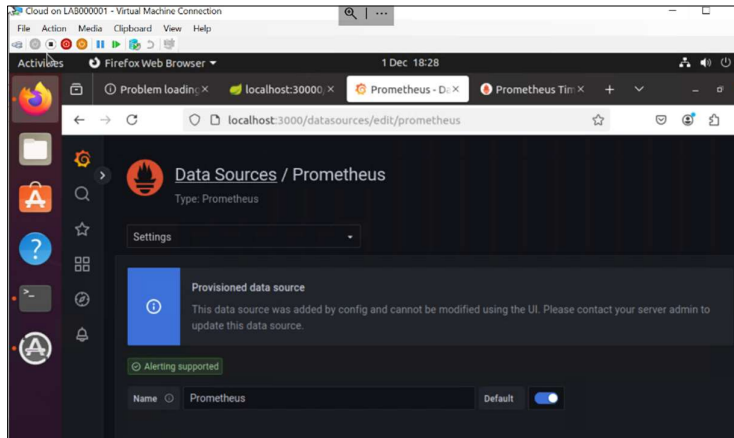 Cloud on LAB000001 - Virtual Machine Connection
File Action Media Clipboard View Help
Activities Firefox Web Browser 1 Dec 18:28
Problem loading localhost:30000/ Prometheus - Da Prometheus Tim
localhost:3000/datasources/edit/prometheus
Data Sources / Prometheus
Type: Prometheus
Settings
Provisioned data source
This data source was added by config and cannot be modified using the UI. Please contact your server admin to
update this data source.
Alerting supported
Name Prometheus Default